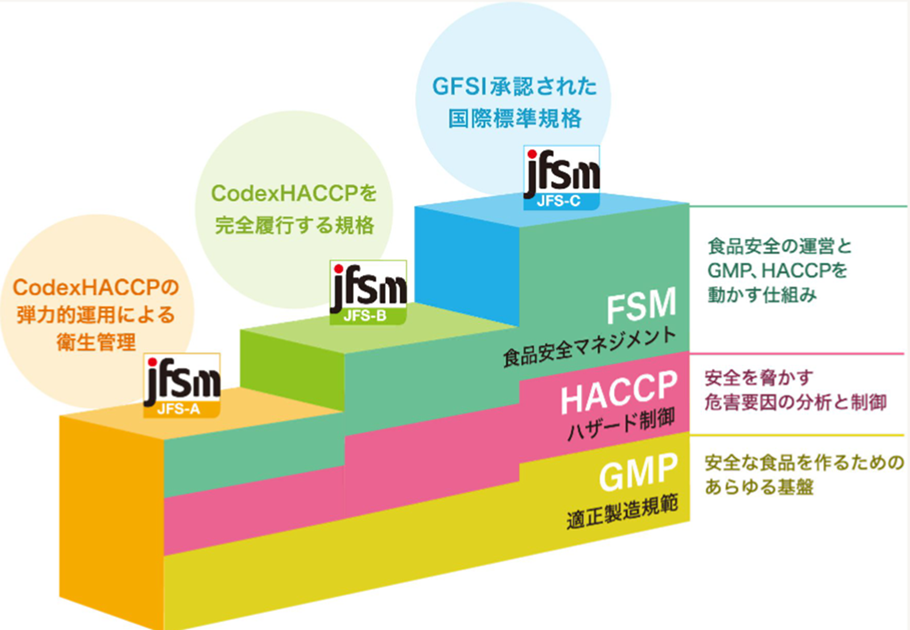 GFSI承認された
国際標準規格
jfsm
JFS-C
CodexHACCPを
完全履行する規格
jfsm
JFS-B
CodexHACCPの
弾力的運用による
衛生管理
jfsm
JFS-A
FSM
食品安全マネジメント
食品安全の運営と
GMP、HACCPを
動かす仕組み
HACCP
ハザード制御
安全を脅かす
危害要因の分析と制御
GMP
適正製造規範
安全な食品を作るための
あらゆる基盤